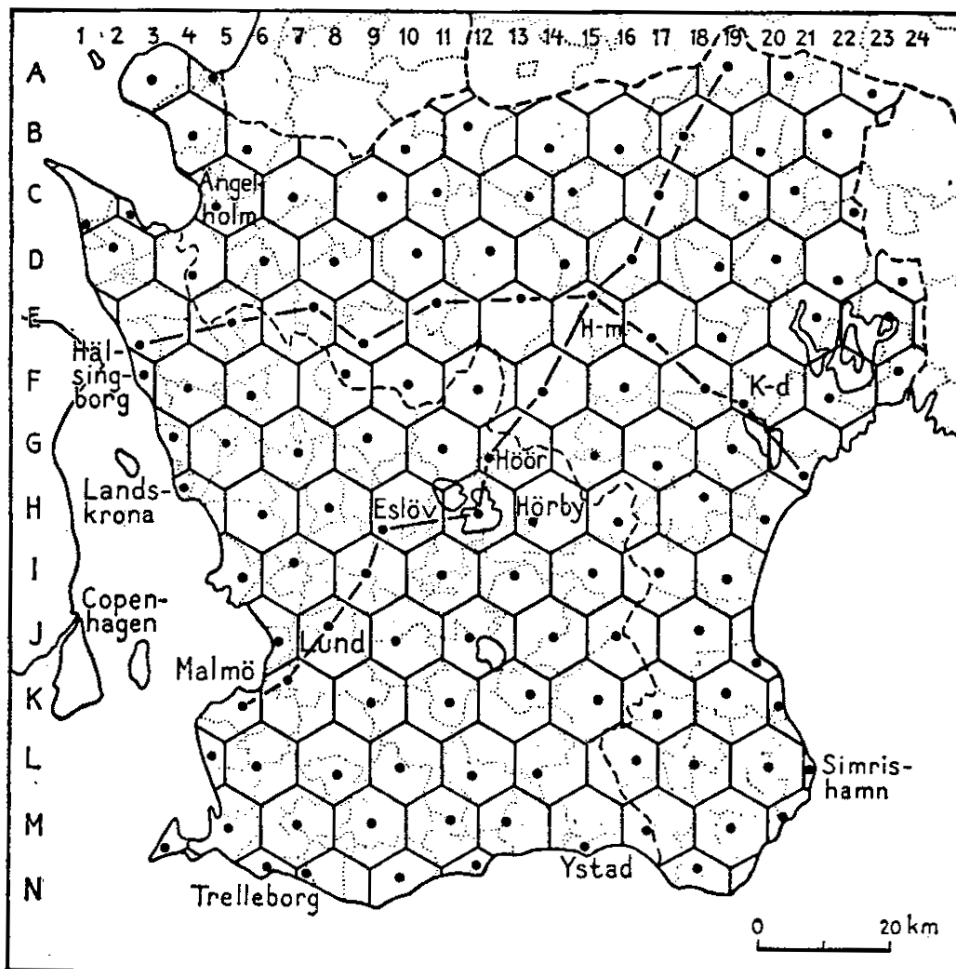 1 2 3 4 5 6 7 8 9 10 11 12 13 14 15 16 17 18 19 20 21 22 23 24
A
B
C
Ängel-
holm
D
E
H-m
Häl-
sing-
borg
F
K-d
G
Höör
Lands-
krona
H
Eslöv
Hörby
I
Copen-
hagen
J
Lund
Malmö
K
L
Simris-
hamn
M
Ystad
N
Trelleborg
0 20 km